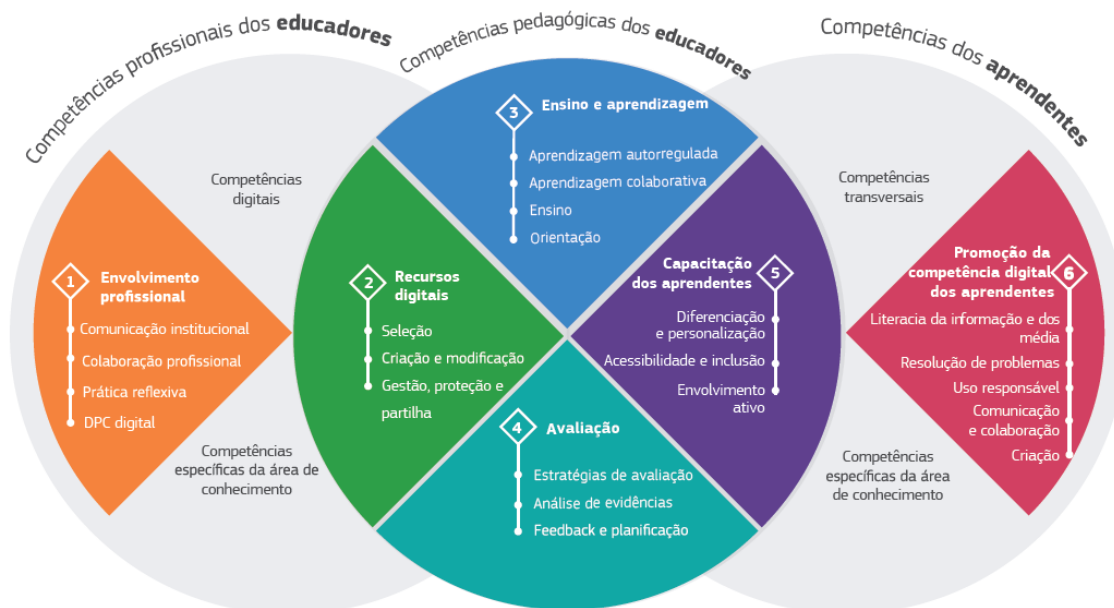 Competências profissionais dos educadores
Competências pedagógicas dos educadores
Competências dos aprendentes
Competências
digitais
Competências
específicas da área de
conhecimento
1
Envolvimento
profissional
Comunicação institucional
Colaboração profissional
Prática reflexiva
DPC digital
2
Recursos
digitais
Seleção
Criação e modificação
Gestão, proteção e
partilha
3
Ensino e aprendizagem
Aprendizagem autorregulada
Aprendizagem colaborativa
Ensino
Orientação
4
Avaliação
Estratégias de avaliação
Análise de evidências
Feedback e planificação
Capacitação
dos aprendentes
5
Diferenciação
e personalização
Acessibilidade e inclusão
Envolvimento
ativo
Competências
transversais
Competências
específicas da área
de conhecimento
Promoção da
competência digital
dos aprendentes
6
Literacia da informação e dos
média
Resolução de problemas
Uso responsável
Comunicação
e colaboração
Criação